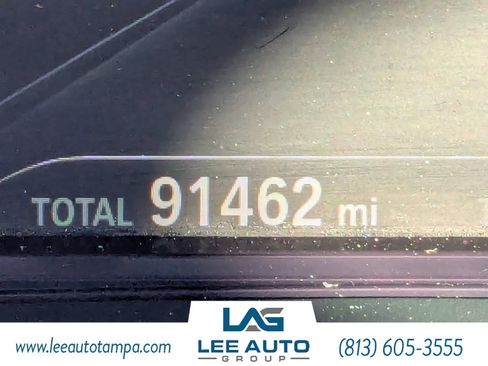 TOTAL 91462 mi
LAG
www.leeautotampa.com
LEE AUTO
GROUP
(813) 605-3555